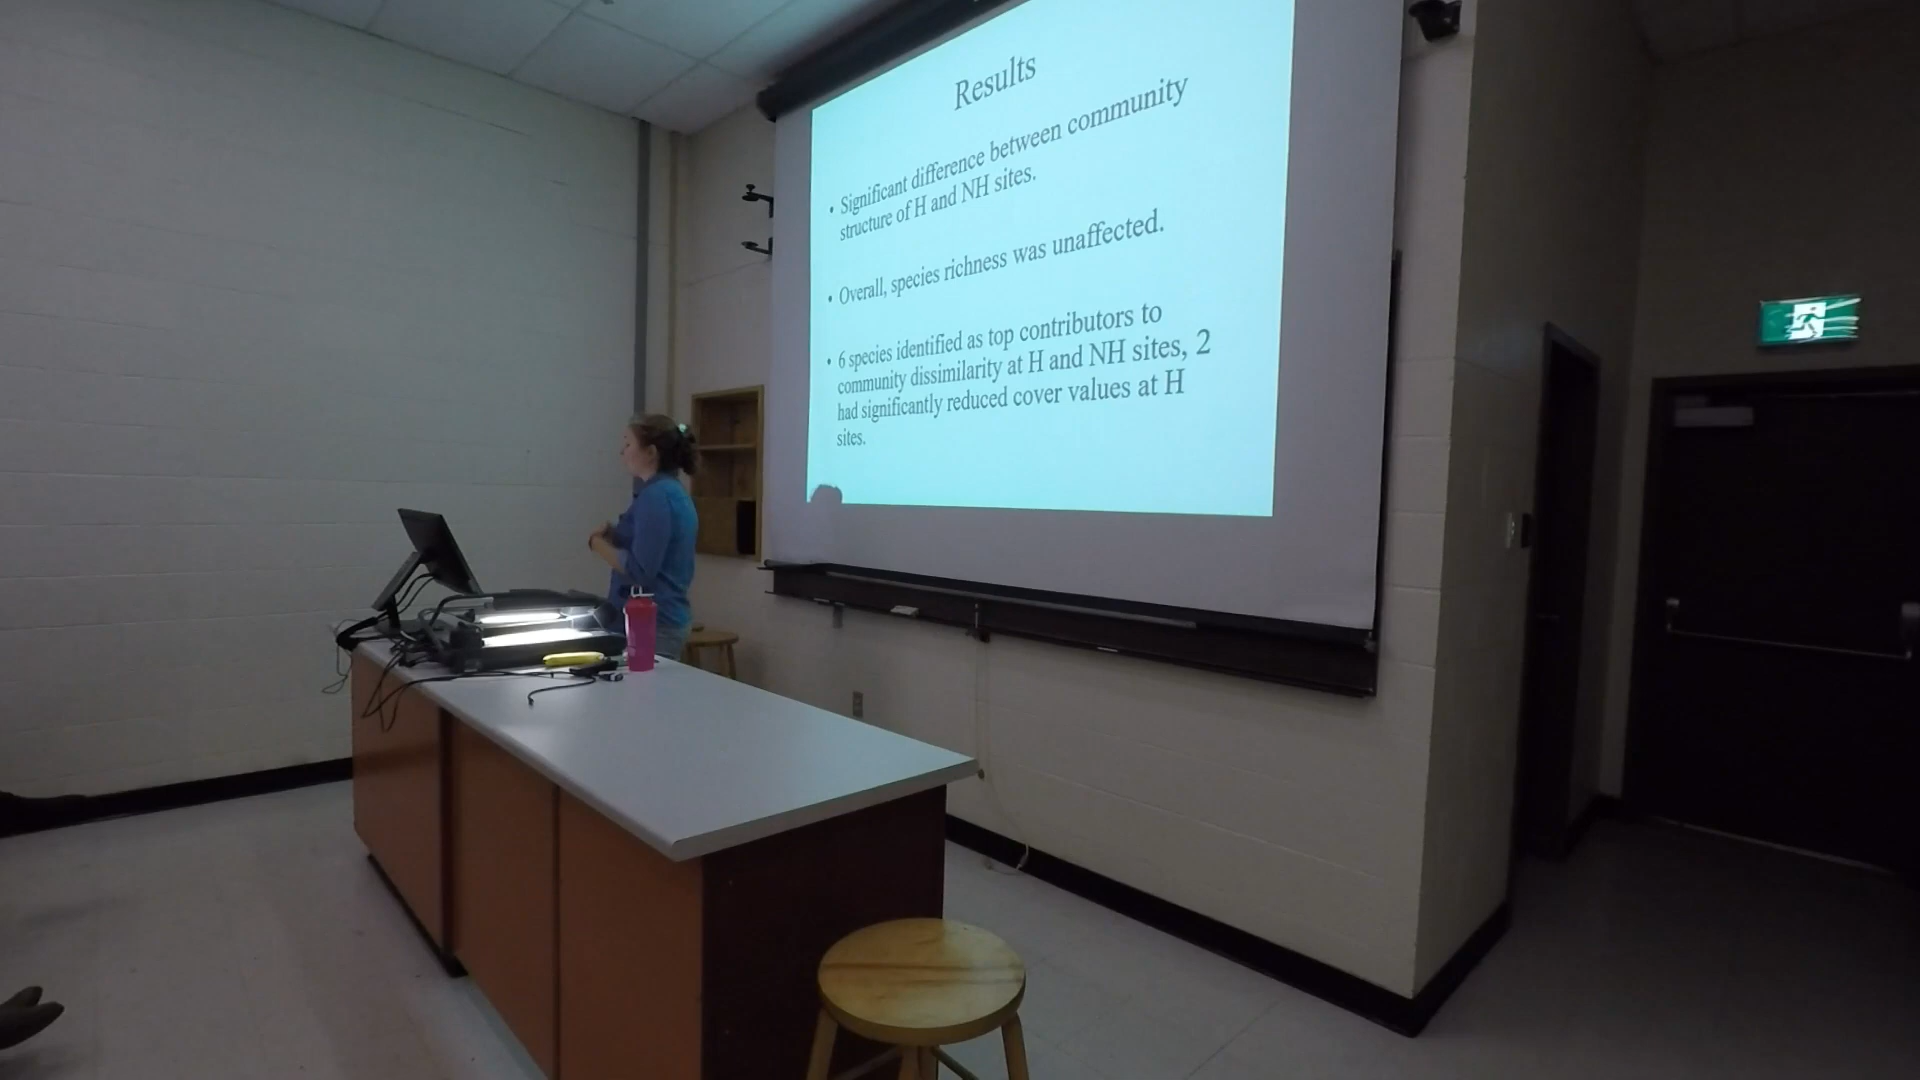 Results
• Significant difference between community
structure of H and NH sites.
• Overall, species richness was unaffected.
• 6 species identified as top contributors to
community dissimilarity at H and NH sites, 2
had significantly reduced cover values at H
sites.